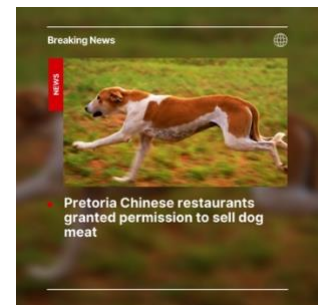 Breaking News
NEWS
Pretoria Chinese restaurants
granted permission to sell dog
meat